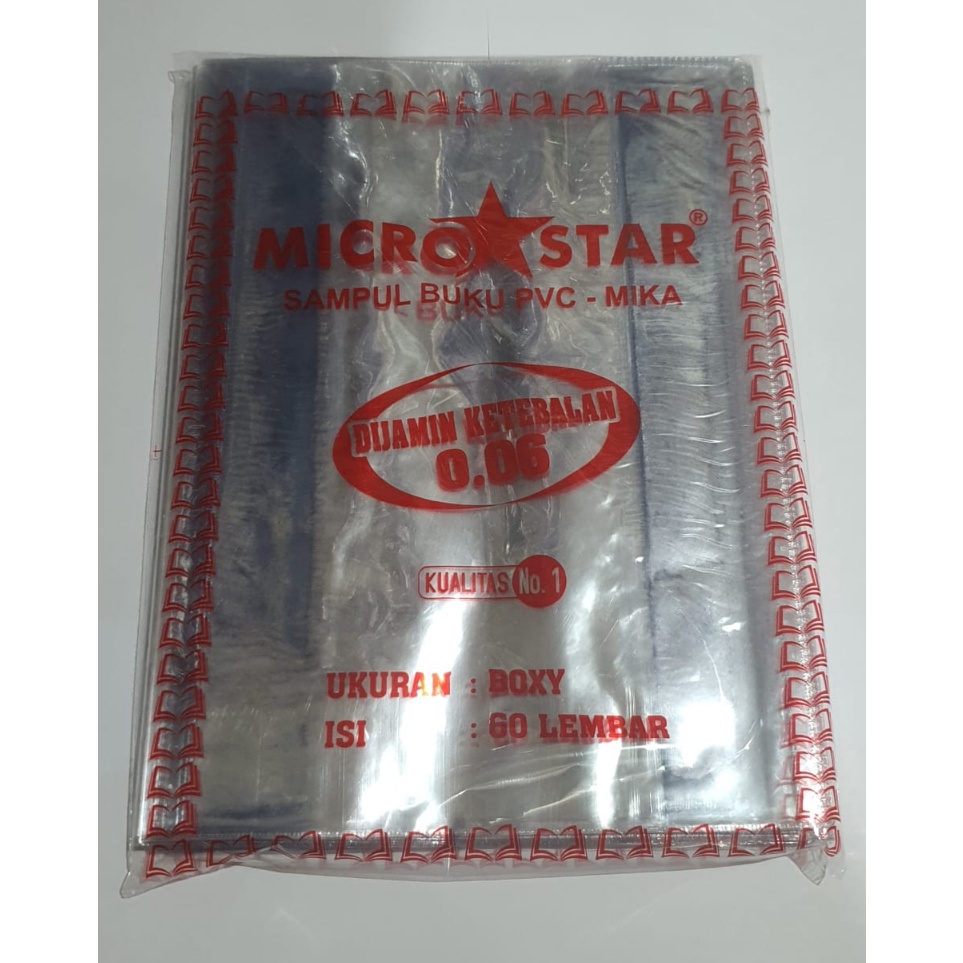 MICRO STAR ®
SAMPUL BUKU PVC - MIKA
DIJAMIN KETEBALAN
0.06
KUALITAS No. 1
UKURAN : BOXY
ISI : 60 LEMBAR